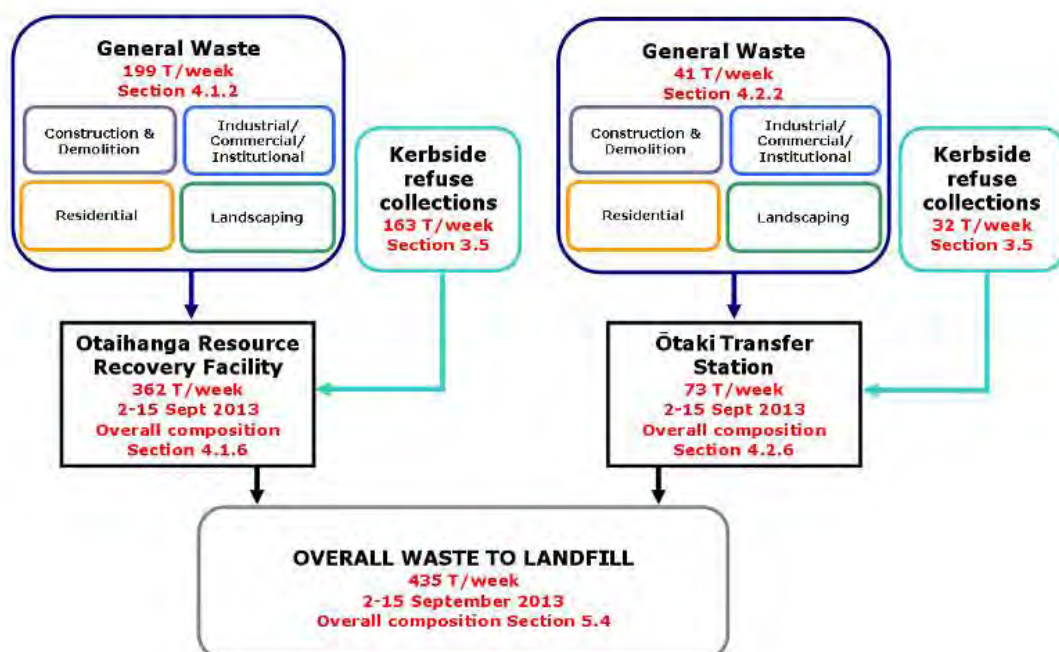 General Waste
199 T/week
Section 4.1.2
Construction &
Demolition
Industrial/
Commercial/
Institutional
Residential
Landscaping
Kerbside
refuse
collections
163 T/week
Section 3.5
General Waste
41 T/week
Section 4.2.2
Construction &
Demolition
Industrial/
Commercial/
Institutional
Residential
Landscaping
Kerbside
refuse
collections
32 T/week
Section 3.5
Otaihanga Resource
Recovery Facility
362 T/week
2-15 Sept 2013
Overall composition
Section 4.1.6
Ōtaki Transfer
Station
73 T/week
2-15 Sept 2013
Overall composition
Section 4.2.6
OVERALL WASTE TO LANDFILL
435 T/week
2-15 September 2013
Overall composition Section 5.4